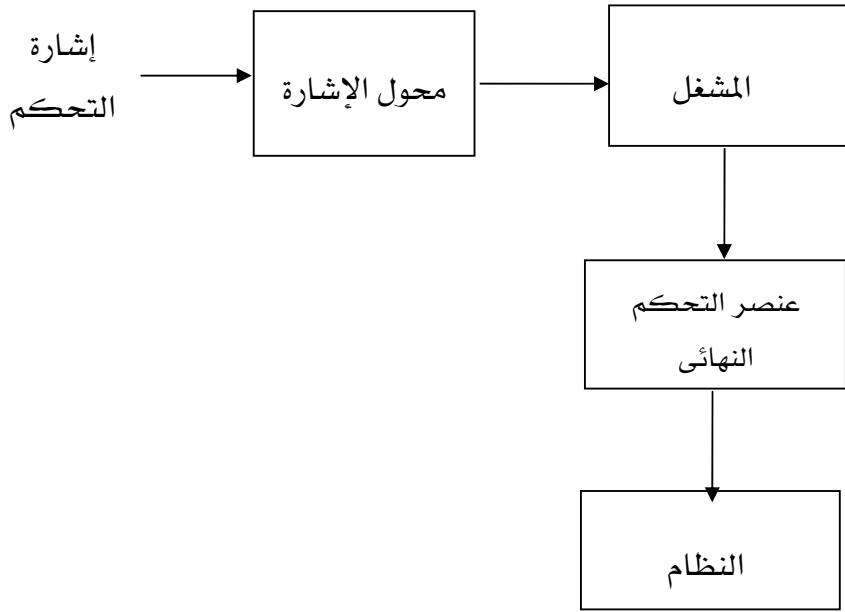 إشارة
التحكم
محول الإشارة
المشغل
عنصر التحكم
النهائى
النظام